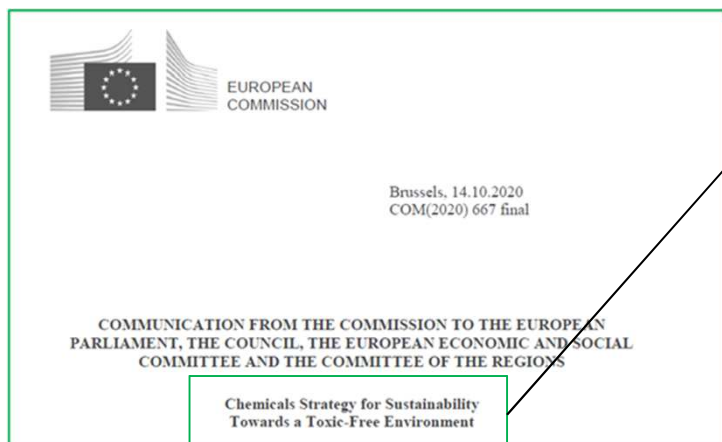 EUROPEAN
COMMISSION
Brussels, 14.10.2020
COM(2020) 667 final
COMMUNICATION FROM THE COMMISSION TO THE EUROPEAN
PARLIAMENT, THE COUNCIL, THE EUROPEAN ECONOMIC AND SOCIAL
COMMITTEE AND THE COMMITTEE OF THE REGIONS
Chemicals Strategy for Sustainability
Towards a Toxic-Free Environment